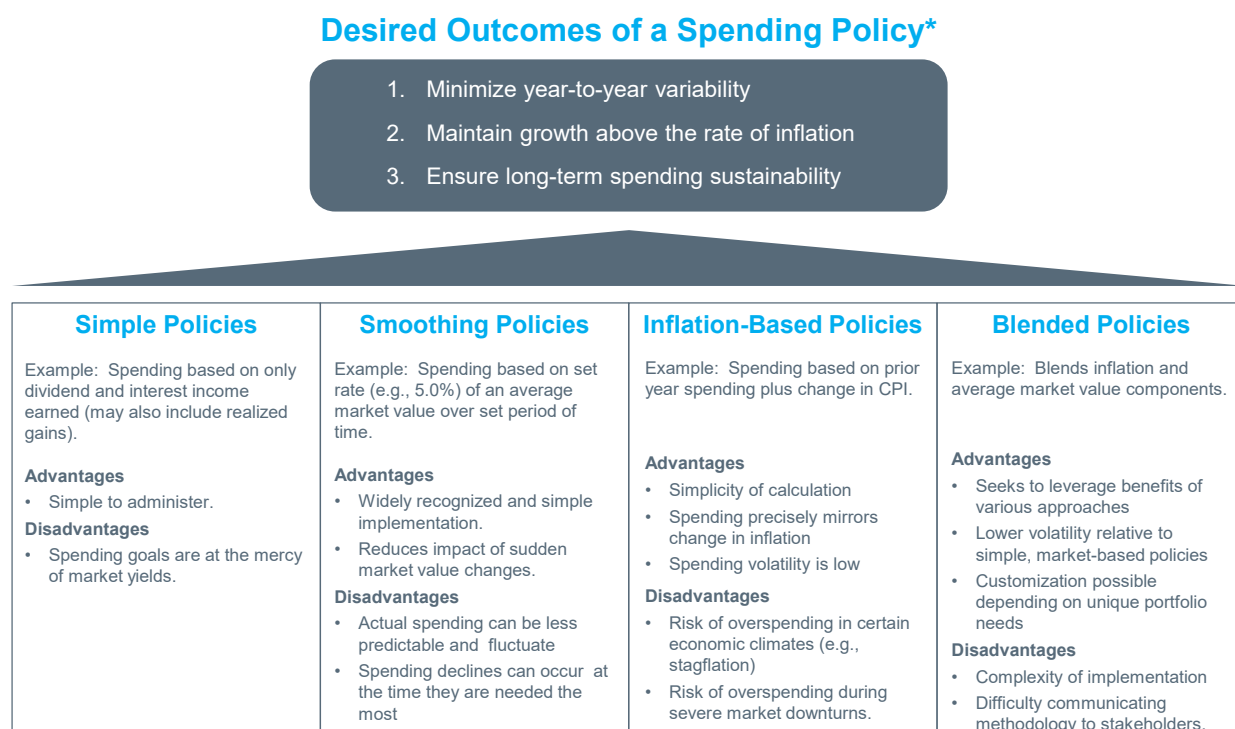 Desired Outcomes of a Spending Policy*
1. Minimize year-to-year variability
2. Maintain growth above the rate of inflation
3. Ensure long-term spending sustainability
Simple Policies
Example: Spending based on only
dividend and interest income
earned (may also include realized
gains).
Advantages
• Simple to administer.
Disadvantages
• Spending goals are at the mercy
of market yields.
Smoothing Policies
Example: Spending based on set
rate (e.g., 5.0%) of an average
market value over set period of
time.
Advantages
• Widely recognized and simple
implementation.
• Reduces impact of sudden
market value changes.
Disadvantages
• Actual spending can be less
predictable and fluctuate
• Spending declines can occur at
the time they are needed the
most
Inflation-Based Policies
Example: Spending based on prior
year spending plus change in CPI.
Advantages
• Simplicity of calculation
• Spending precisely mirrors
change in inflation
• Spending volatility is low
Disadvantages
• Risk of overspending in certain
economic climates (e.g.,
stagflation)
• Risk of overspending during
severe market downturns.
Blended Policies
Example: Blends inflation and
average market value components.
Advantages
• Seeks to leverage benefits of
various approaches
• Lower volatility relative to
simple, market-based policies
• Customization possible
depending on unique portfolio
needs
Disadvantages
• Complexity of implementation
• Difficulty communicating
methodology to stakeholders.